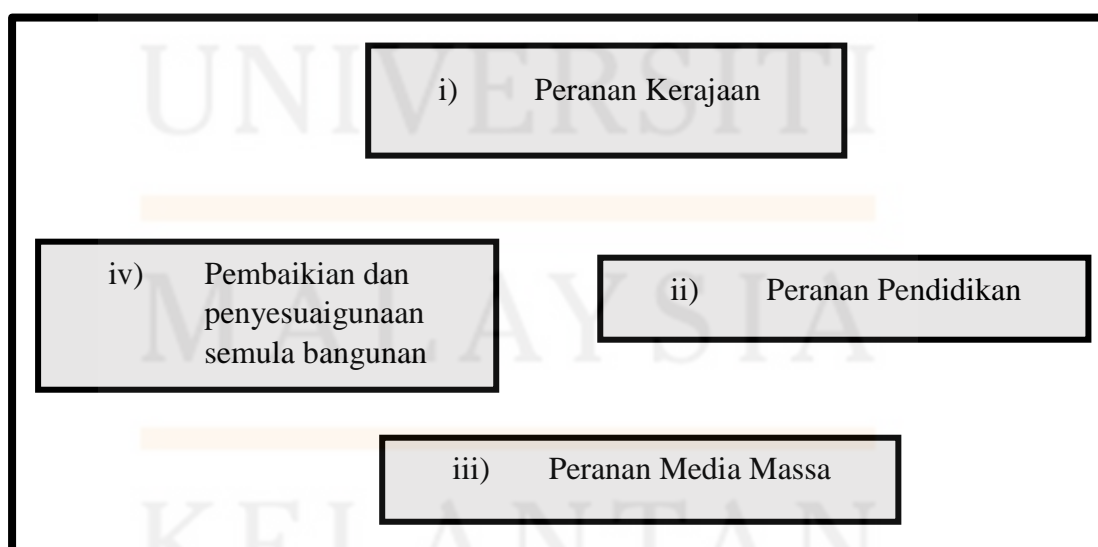 UNIVERSITI
i) Peranan Kerajaan
iv) Pembaikian dan
penyesuaigunaan
semula bangunan
ii) Peranan Pendidikan
MALAYSIA
iii) Peranan Media Massa
KELANTAN